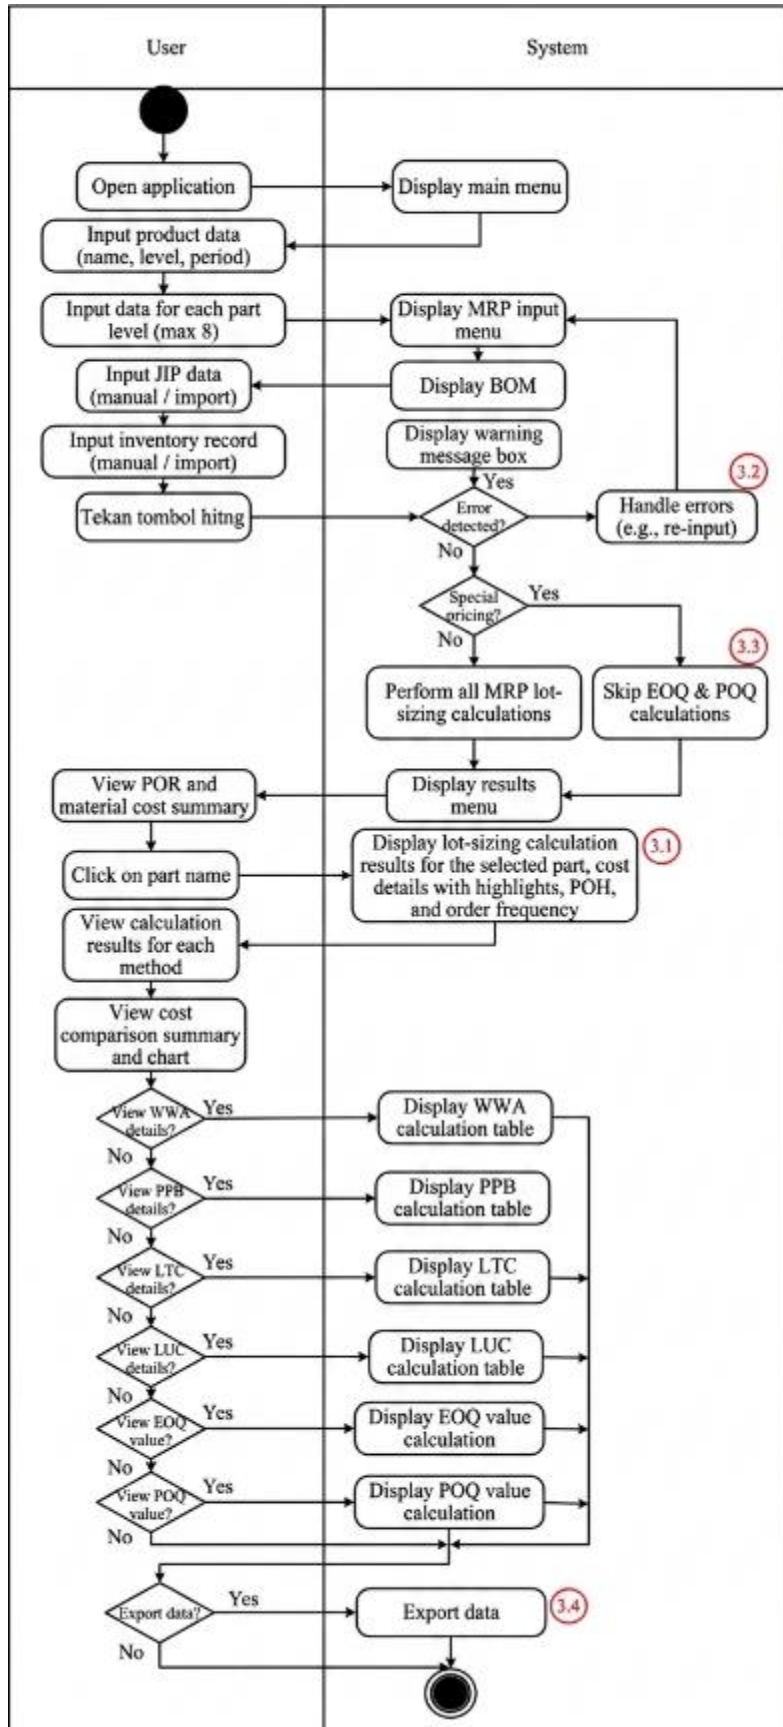 User
System
Open application
Display main menu
Input product data
(name, level, period)
Input data for each part
level (max 8)
Display MRP input
menu
Input JIP data
(manual / import)
Display BOM
Input inventory record
(manual / import)
Display warning
message box
Yes
3.2
Tekan tombol hitng
Error
detected?
Handle errors
(e.g., re-input)
No
Special
pricing?
Yes
No
3.3
Perform all MRP lot-
sizing calculations
Skip EOQ & POQ
calculations
View POR and
material cost summary
Display results
menu
3.1
Click on part name
Display lot-sizing calculation
results for the selected part, cost
details with highlights, POH,
and order frequency
View calculation
results for each
method
View cost
comparison summary
and chart
View WWA
details?
Yes
Display WWA
calculation table
No
View PPB
details?
Yes
Display PPB
calculation table
No
View LTC
details?
Yes
Display LTC
calculation table
No
View LUC
details?
Yes
Display LUC
calculation table
No
View EOQ
value?
Yes
Display EOQ value
calculation
No
View POQ
value?
Yes
Display POQ value
calculation
No
Export data?
Yes
Export data
3.4
No